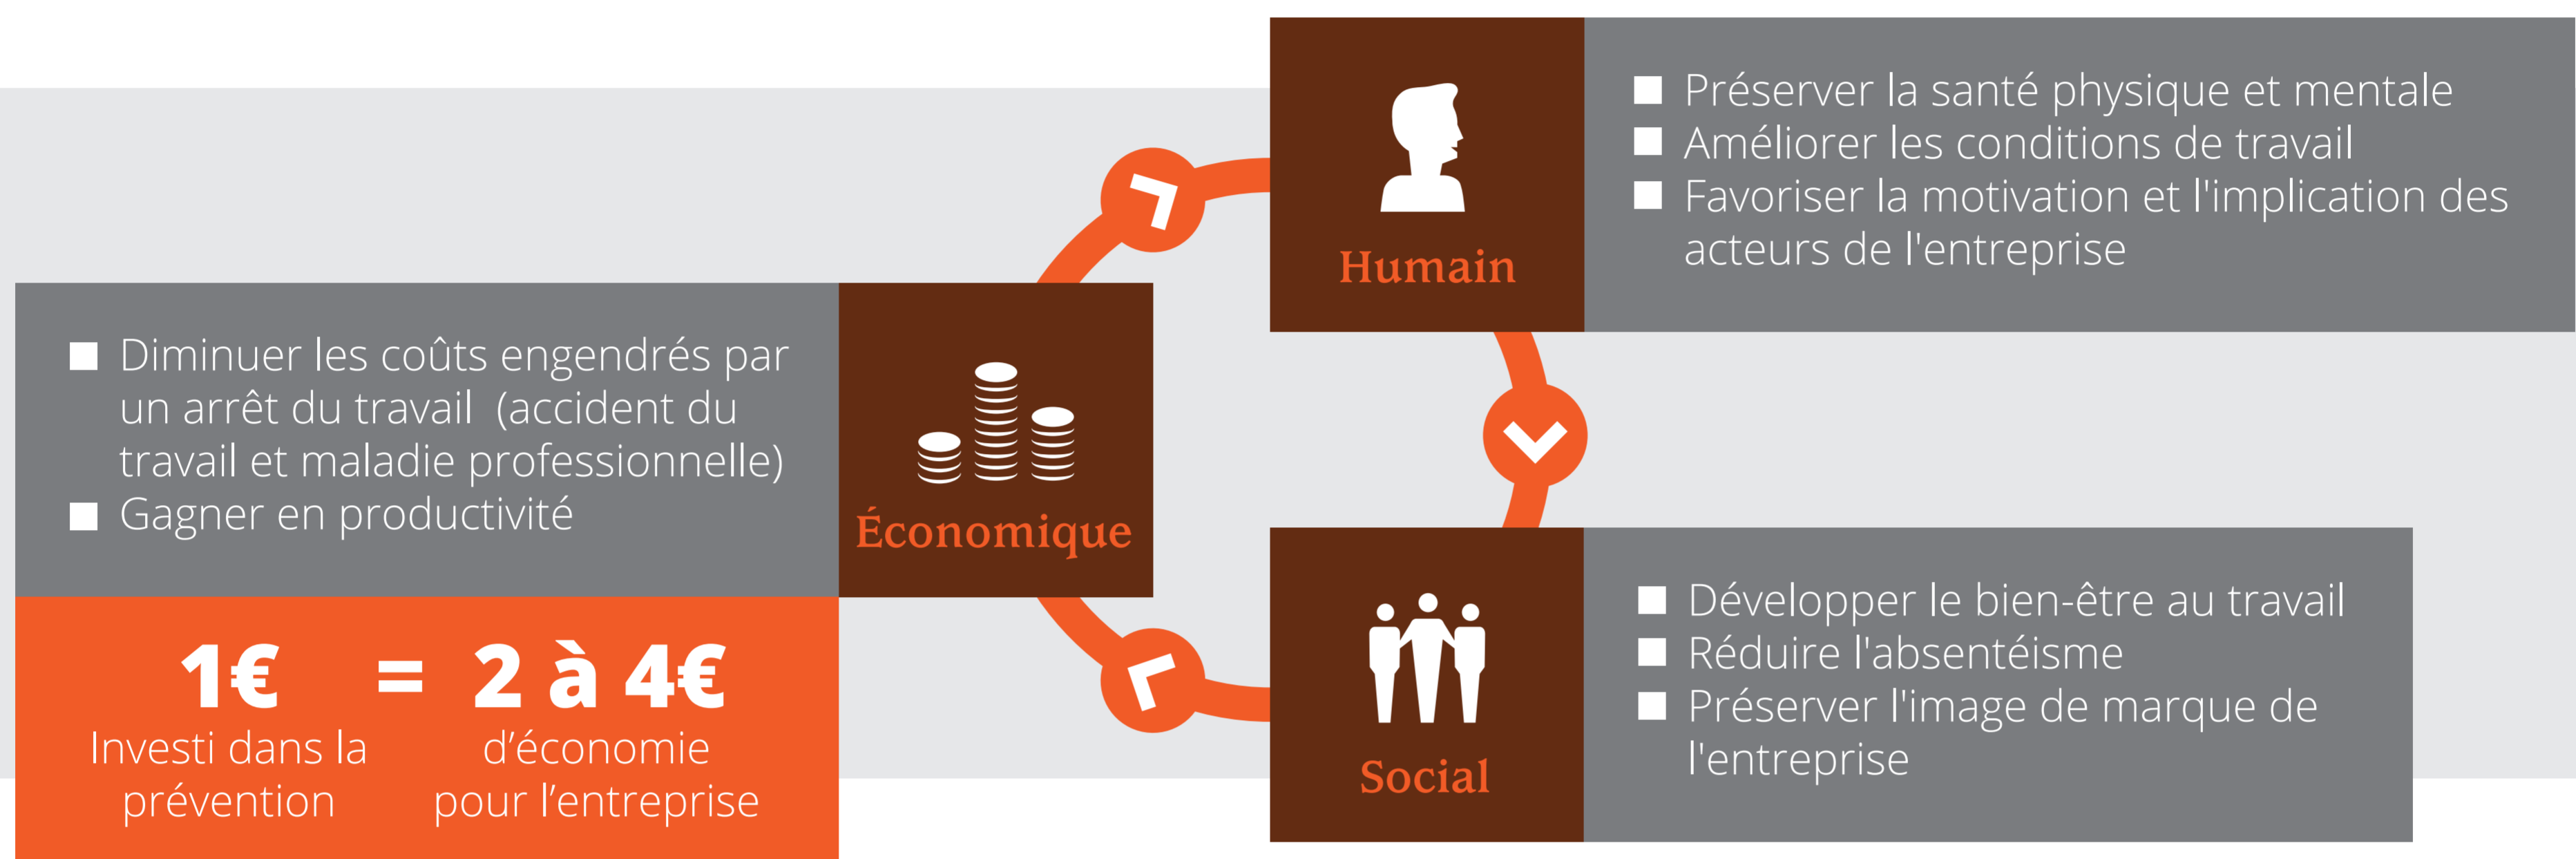 Humain
■ Préserver la santé physique et mentale
■ Améliorer les conditions de travail
■ Favoriser la motivation et l'implication des
acteurs de l'entreprise
■ Diminuer les coûts engendrés par
un arrêt du travail (accident du
travail et maladie professionnelle)
■ Gagner en productivité
Économique
1€ = 2 à 4€
Investi dans la
prévention
d’économie
pour l’entreprise
Social
■ Développer le bien-être au travail
■ Réduire l'absentéisme
■ Préserver l'image de marque de
l'entreprise